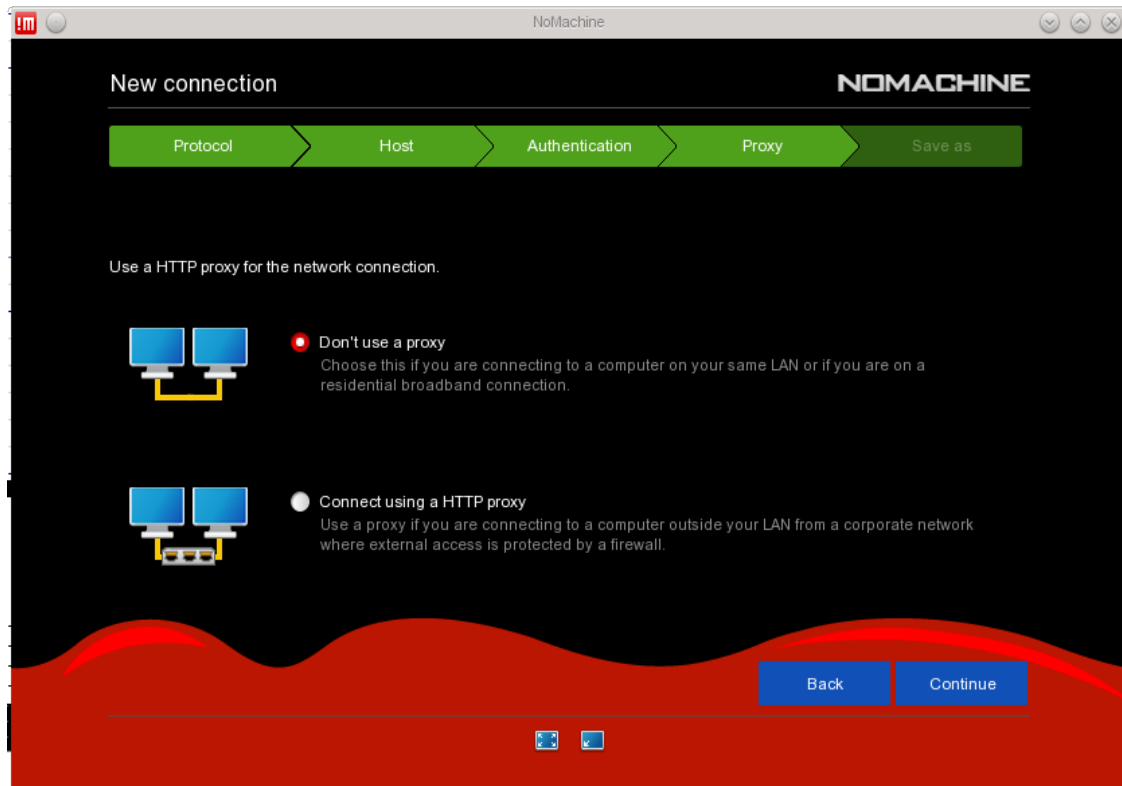 !M
NoMachine
New connection
NOMACHINE
Protocol
Host
Authentication
Proxy
Save as
Use a HTTP proxy for the network connection.
Don't use a proxy
Choose this if you are connecting to a computer on your same LAN or if you are on a
residential broadband connection.
Connect using a HTTP proxy
Use a proxy if you are connecting to a computer outside your LAN from a corporate network
where external access is protected by a firewall.
Back
Continue